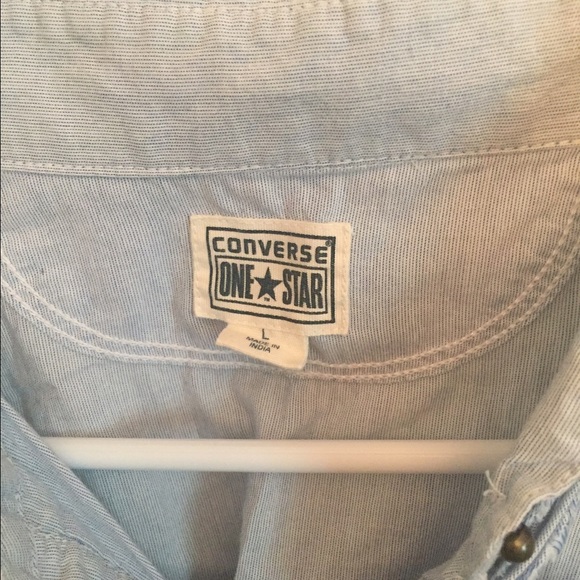 CONVERSE®
ONE★STAR
L
MADE IN
INDIA